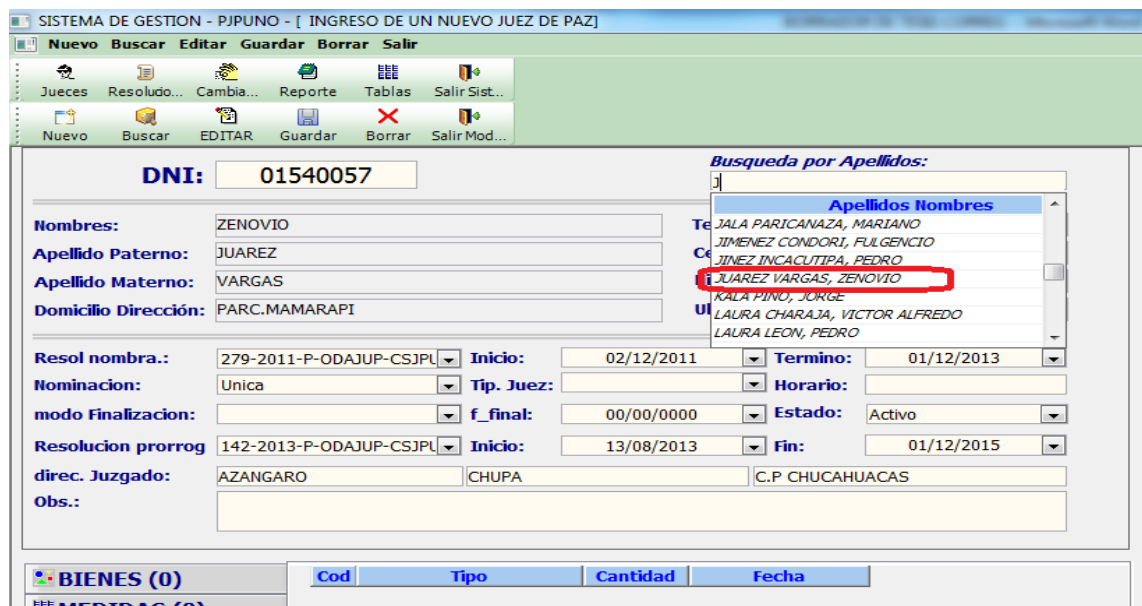 SISTEMA DE GESTION - PJPUNO - [ INGRESO DE UN NUEVO JUEZ DE PAZ]
Nuevo Buscar Editar Guardar Borrar Salir
Jueces Resoludo... Cambia... Reporte Tablas Salir Sist...
Nuevo Buscar EDITAR Guardar Borrar Salir Mod...
DNI: 01540057
Busqueda por Apellidos:
J
Apellidos Nombres
JALA PARICANAZA, MARIANO
JIMENEZ CONDORI, FULGENCIO
JINEZ INCACUTIPA, PEDRO
JUAREZ VARGAS, ZENOVIO
KALA PINO, JORGE
LAURA CHARAJA, VICTOR ALFREDO
LAURA LEON, PEDRO
Nombres: ZENOVIO
Apellido Paterno: JUAREZ
Apellido Materno: VARGAS
Domicilio Dirección: PARC.MAMARAPI
Resol nombra.: 279-2011-P-ODAJUP-CSJPU Inicio: 02/12/2011 Termino: 01/12/2013
Nominacion: Unica Tip. Juez: Horario:
modo Finalizacion: f_final: 00/00/0000 Estado: Activo
Resolucion prorrog 142-2013-P-ODAJUP-CSJPU Inicio: 13/08/2013 Fin: 01/12/2015
direc. Juzgado: AZANGARO CHUPA C.P CHUCAHUACAS
Obs.:
BIENES (0) Cod Tipo Cantidad Fecha
MEDIDAS (0)